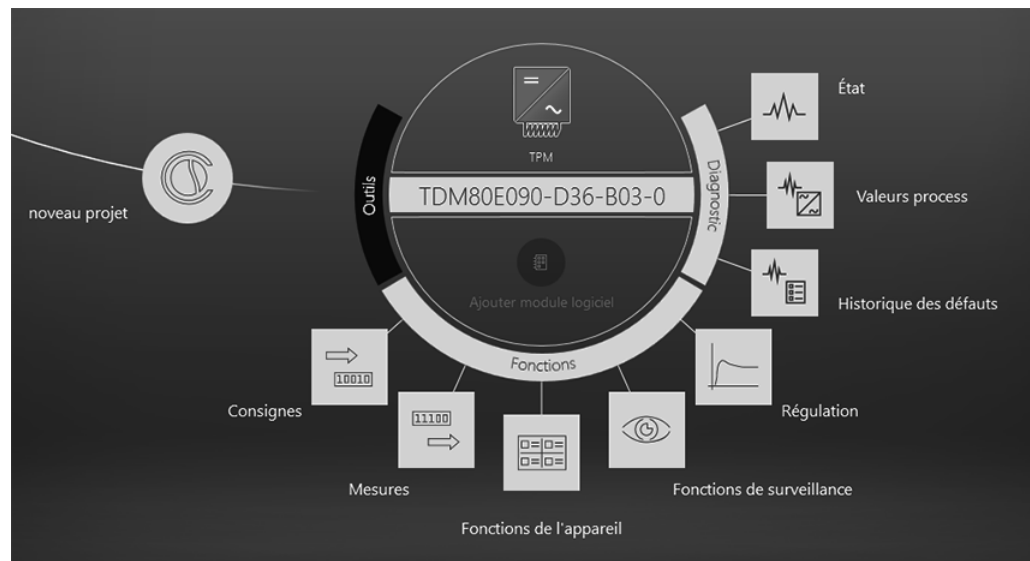 État
TPM
Outils
Diagnostic
TDM80E090-D36-B03-0
Valeurs process
noveau projet
Ajouter module logiciel
Historique des défauts
Fonctions
10010
Consignes
11100
Régulation
Mesures
Fonctions de surveillance
Fonctions de l'appareil